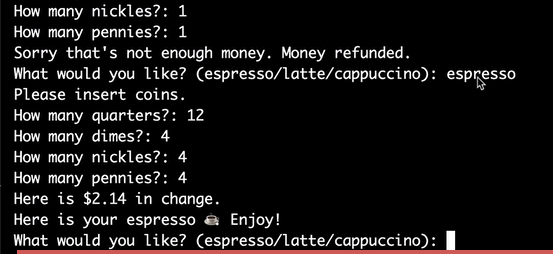 How many nickles?: 1
How many pennies?: 1
Sorry that's not enough money. Money refunded.
What would you like? (espresso/latte/cappuccino): espresso
Please insert coins.
How many quarters?: 12
How many dimes?: 4
How many nickles?: 4
How many pennies?: 4
Here is $2.14 in change.
Here is your espresso ☕ Enjoy!
What would you like? (espresso/latte/cappuccino):